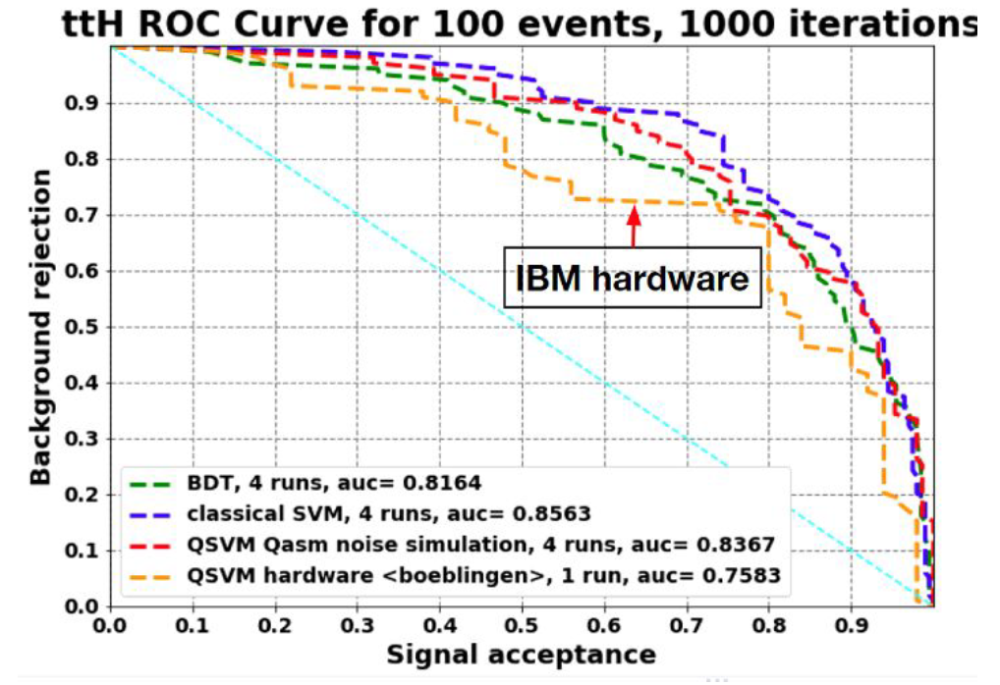 ttH ROC Curve for 100 events, 1000 iterations
Background rejection
0.9
0.8
0.7
0.6
0.5
0.4
0.3
0.2
0.1
0.0
IBM hardware
BDT, 4 runs, auc= 0.8164
classical SVM, 4 runs, auc= 0.8563
QSVM Qasm noise simulation, 4 runs, auc= 0.8367
QSVM hardware <boeblingen>, 1 run, auc= 0.7583
0.0 0.1 0.2 0.3 0.4 0.5 0.6 0.7 0.8 0.9
Signal acceptance